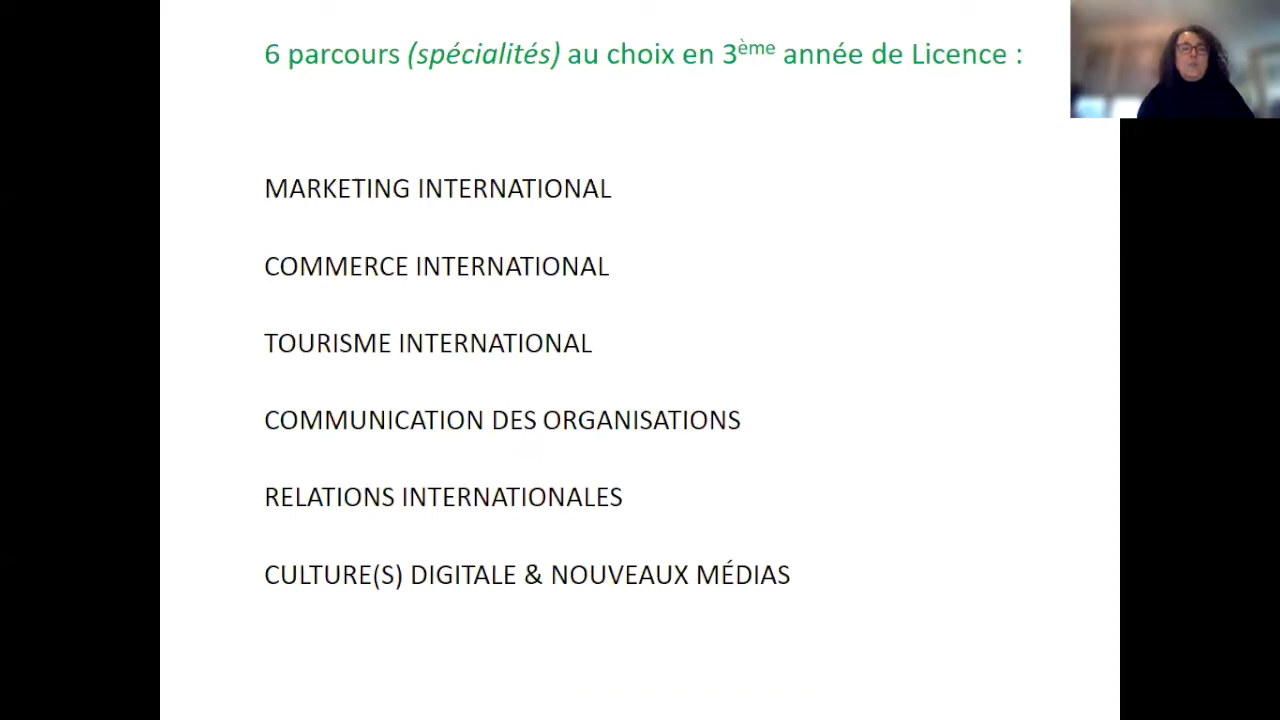 6 parcours (spécialités) au choix en 3ème année de Licence :
MARKETING INTERNATIONAL
COMMERCE INTERNATIONAL
TOURISME INTERNATIONAL
COMMUNICATION DES ORGANISATIONS
RELATIONS INTERNATIONALES
CULTURE(S) DIGITALE & NOUVEAUX MÉDIAS